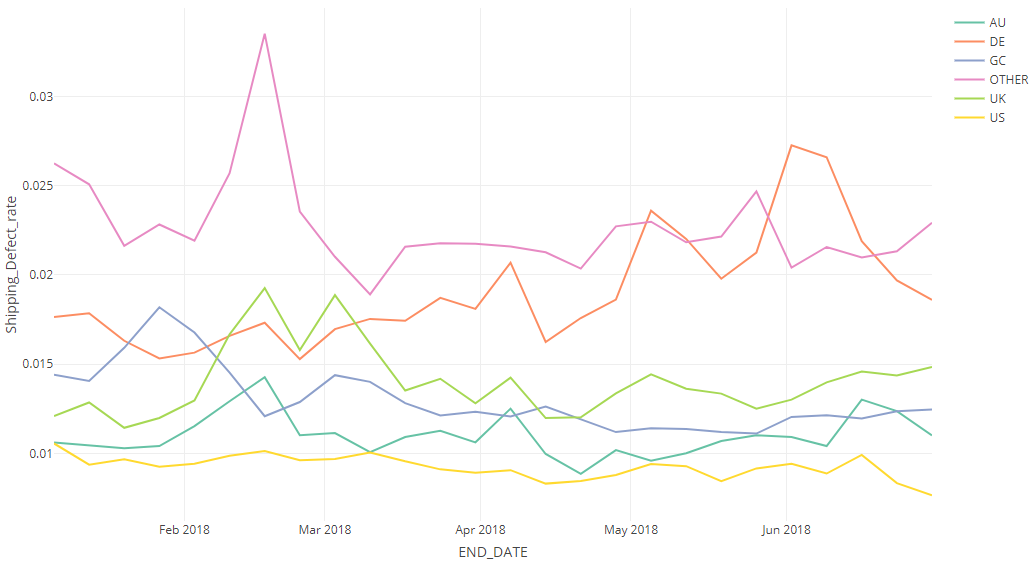 AU
DE
GC
OTHER
UK
US
Shipping_Defect_rate
0.03
0.025
0.02
0.015
0.01
Feb 2018
Mar 2018
Apr 2018
May 2018
Jun 2018
END_DATE